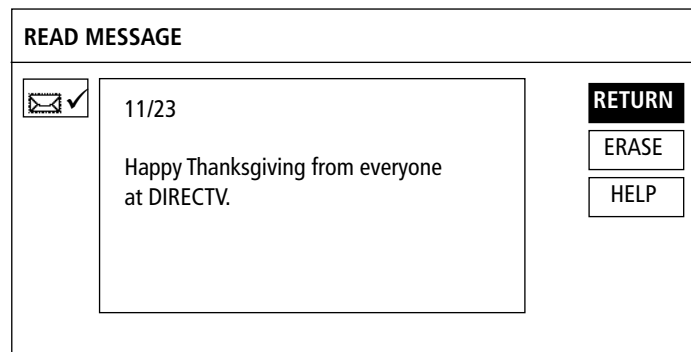 READ MESSAGE
11/23
Happy Thanksgiving from everyone
at DIRECTV.
RETURN
ERASE
HELP